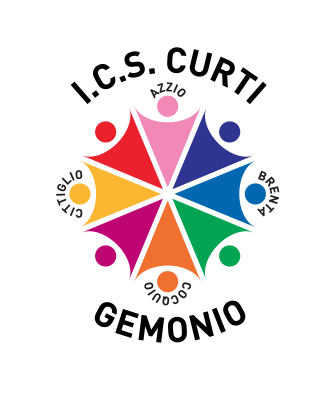 I.C.S. CURTI
AZZIO
CITTIGLIO
BRENTA
COCQUIO
GEMONIO